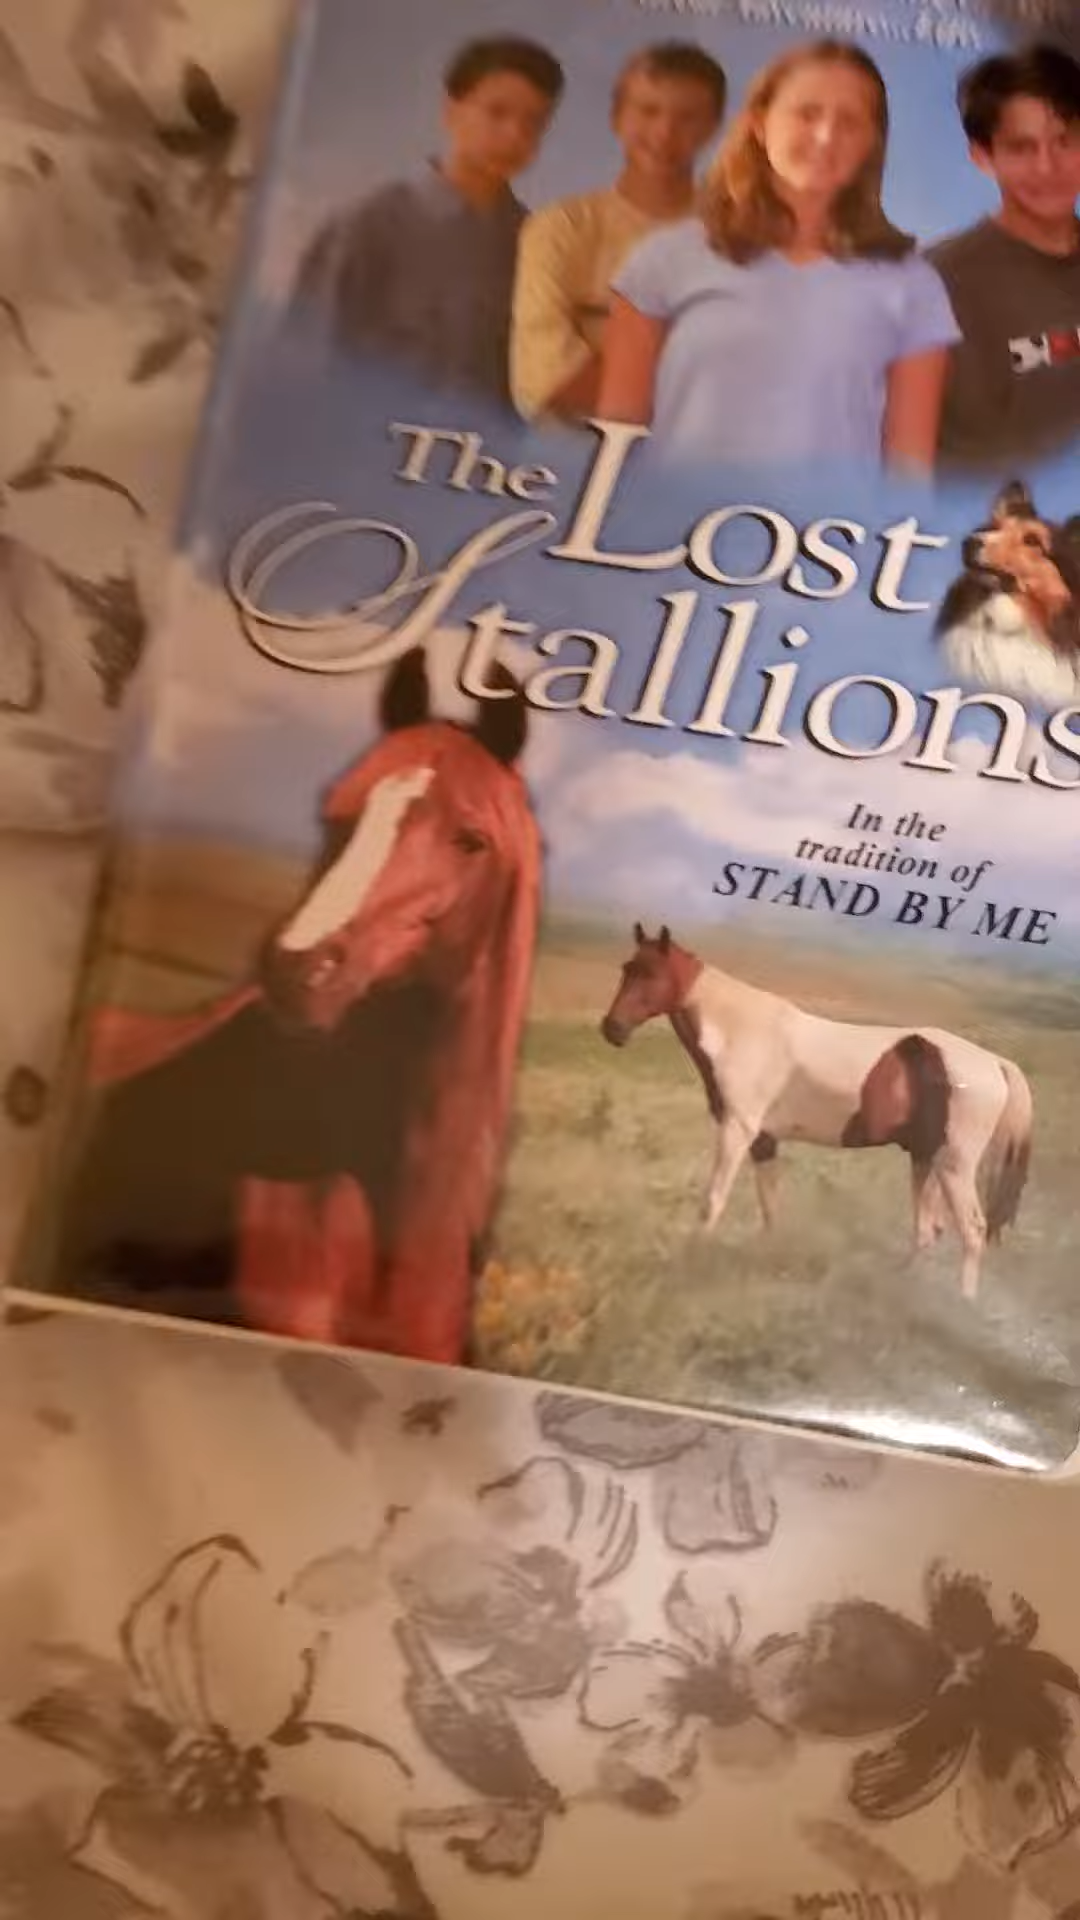 The Lost
Stallions
In the
tradition of
STAND BY ME